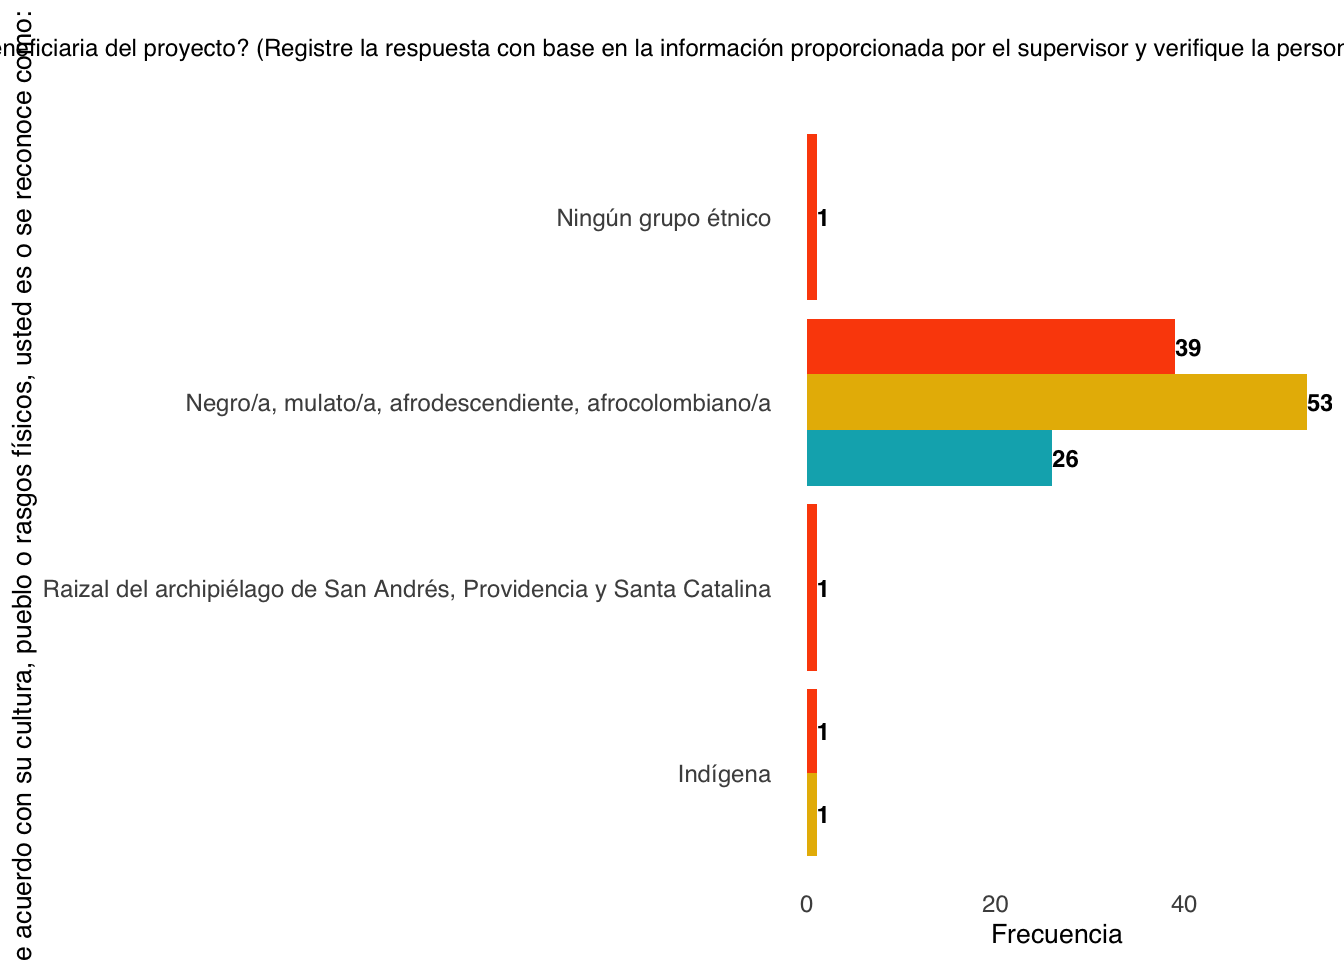 enficiaria del proyecto? (Registre la respuesta con base en la información proporcionada por el supervisor y verifique la person
e acuerdo con su cultura, pueblo o rasgos físicos, usted es o se reconoce como:
Ningún grupo étnico
1
39
Negro/a, mulato/a, afrodescendiente, afrocolombiano/a
53
26
Raizal del archipiélago de San Andrés, Providencia y Santa Catalina
1
1
Indígena
1
0 20 40
Frecuencia